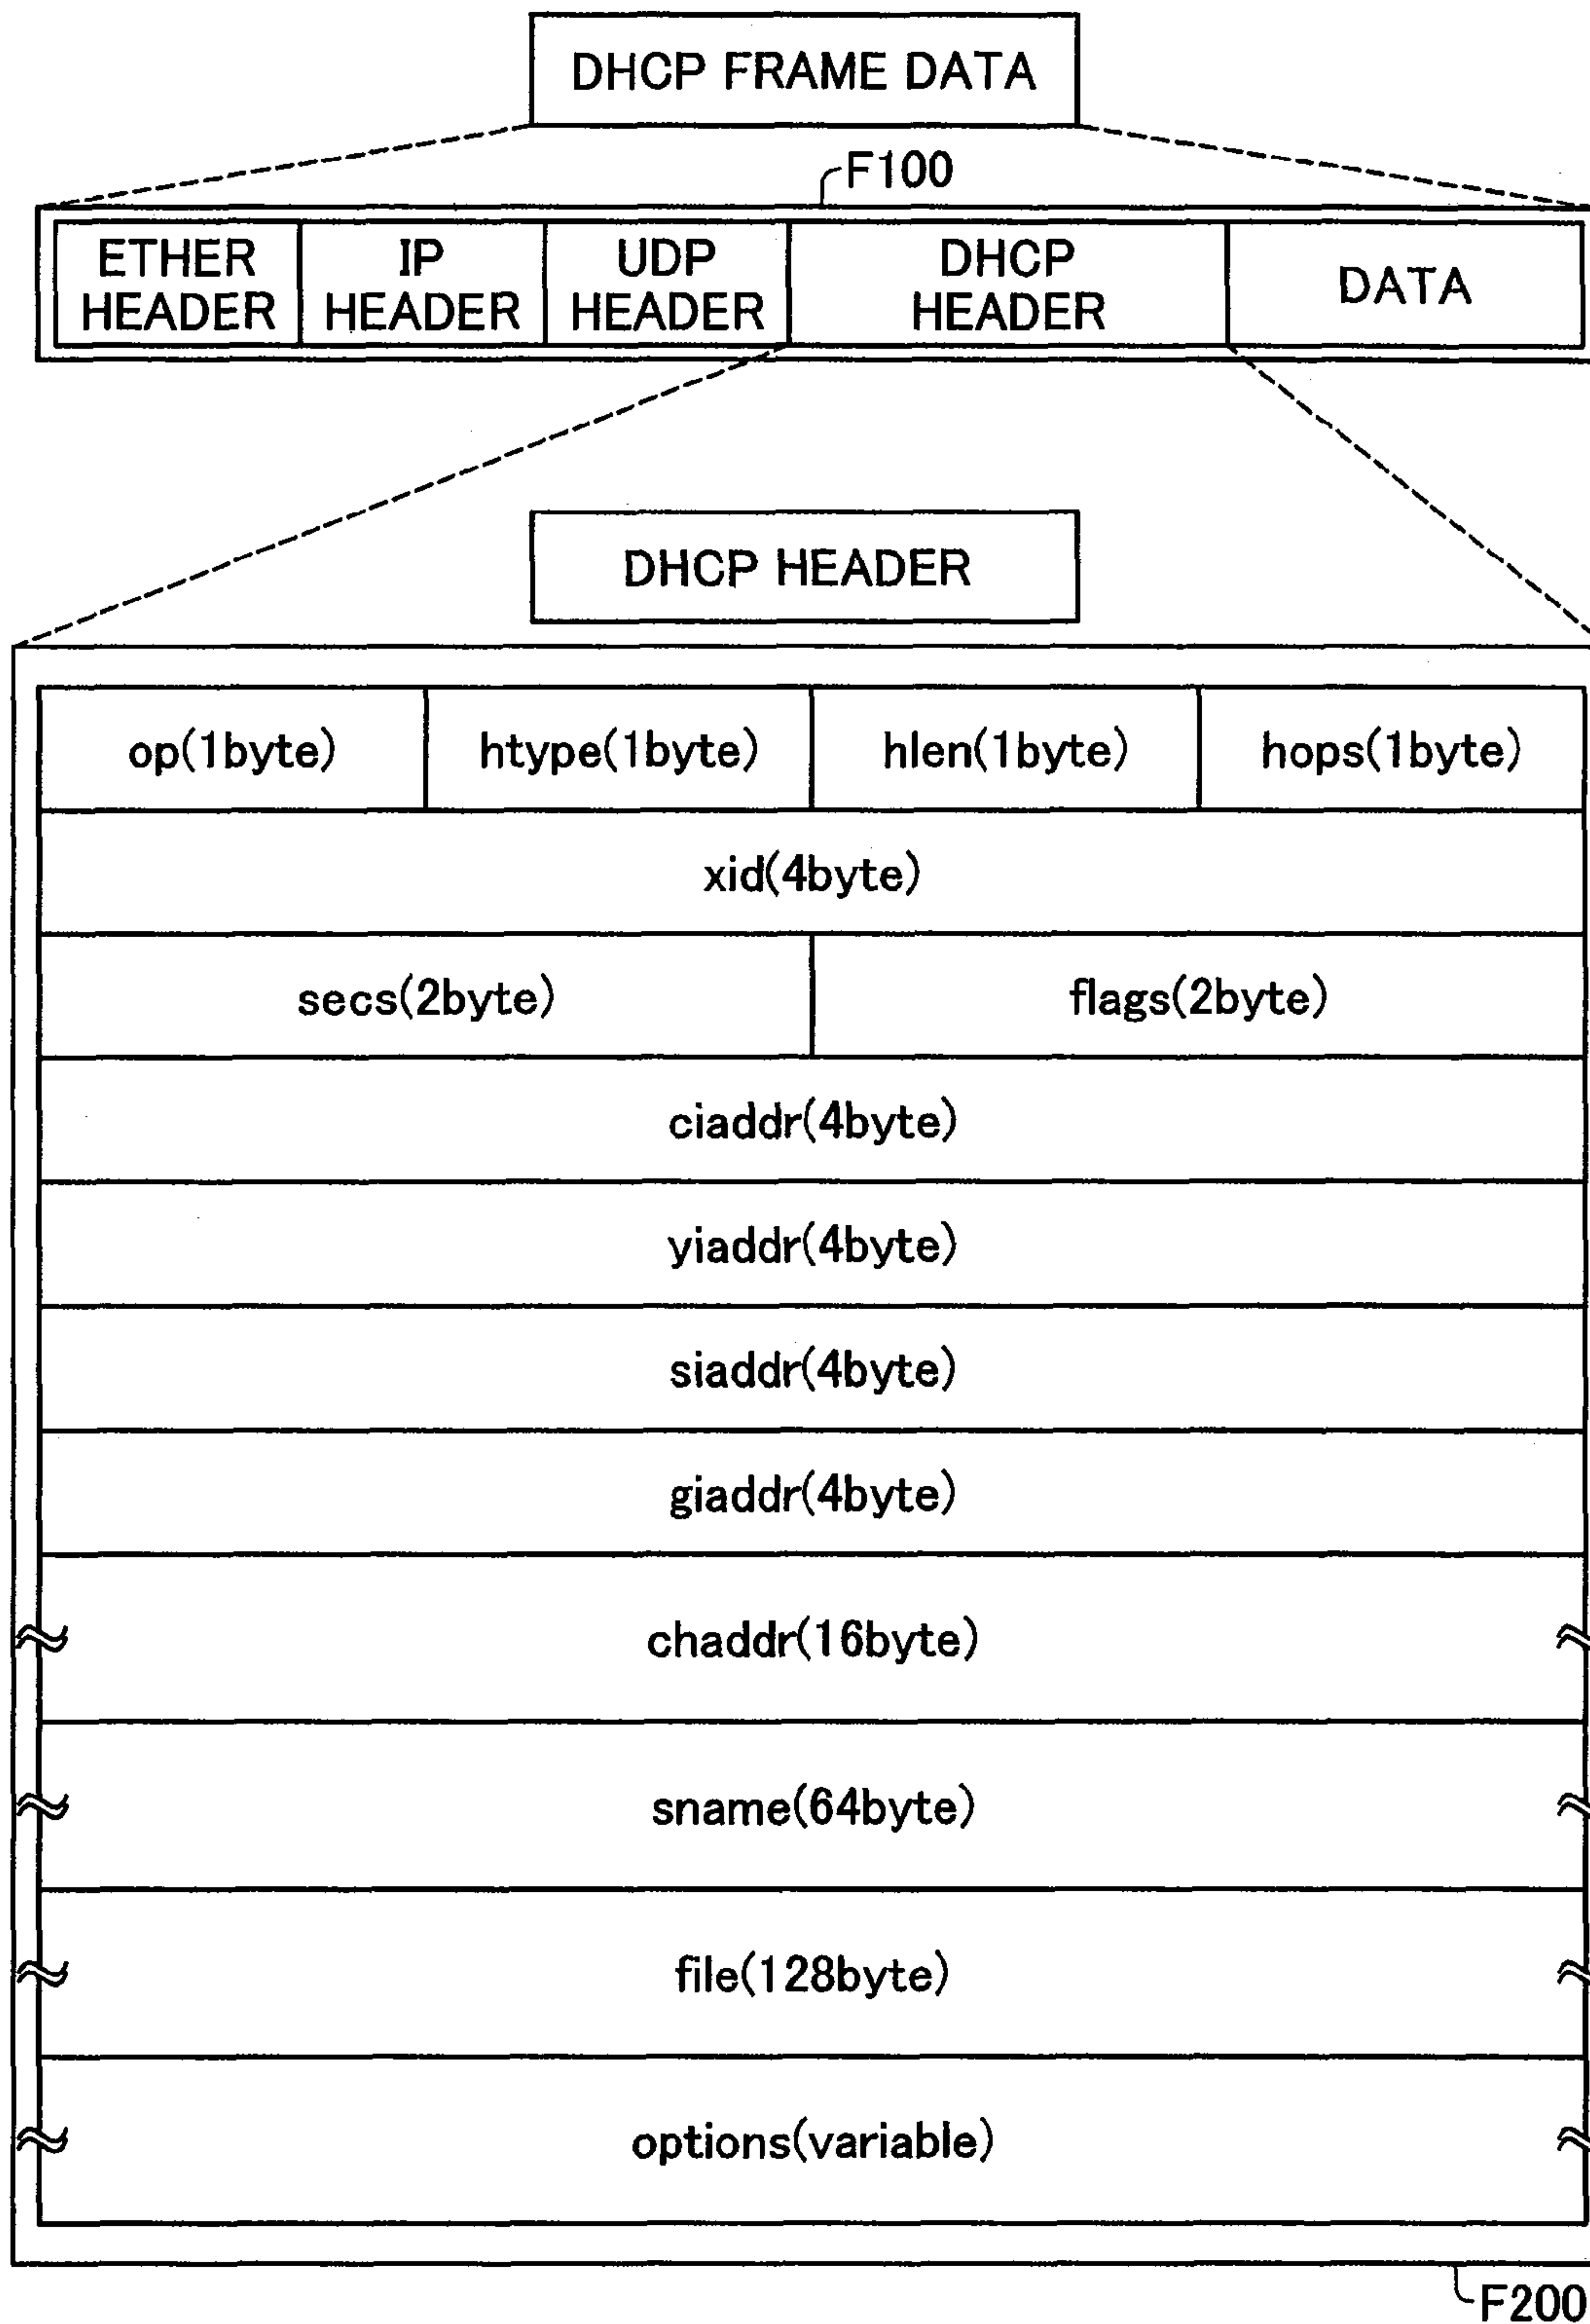 DHCP FRAME DATA
F100
ETHER HEADER
IP HEADER
UDP HEADER
DHCP HEADER
DATA
DHCP HEADER
op(1byte)
htype(1byte)
hlen(1byte)
hops(1byte)
xid(4byte)
secs(2byte)
flags(2byte)
ciaddr(4byte)
yiaddr(4byte)
siaddr(4byte)
giaddr(4byte)
chaddr(16byte)
sname(64byte)
file(128byte)
options(variable)
F200